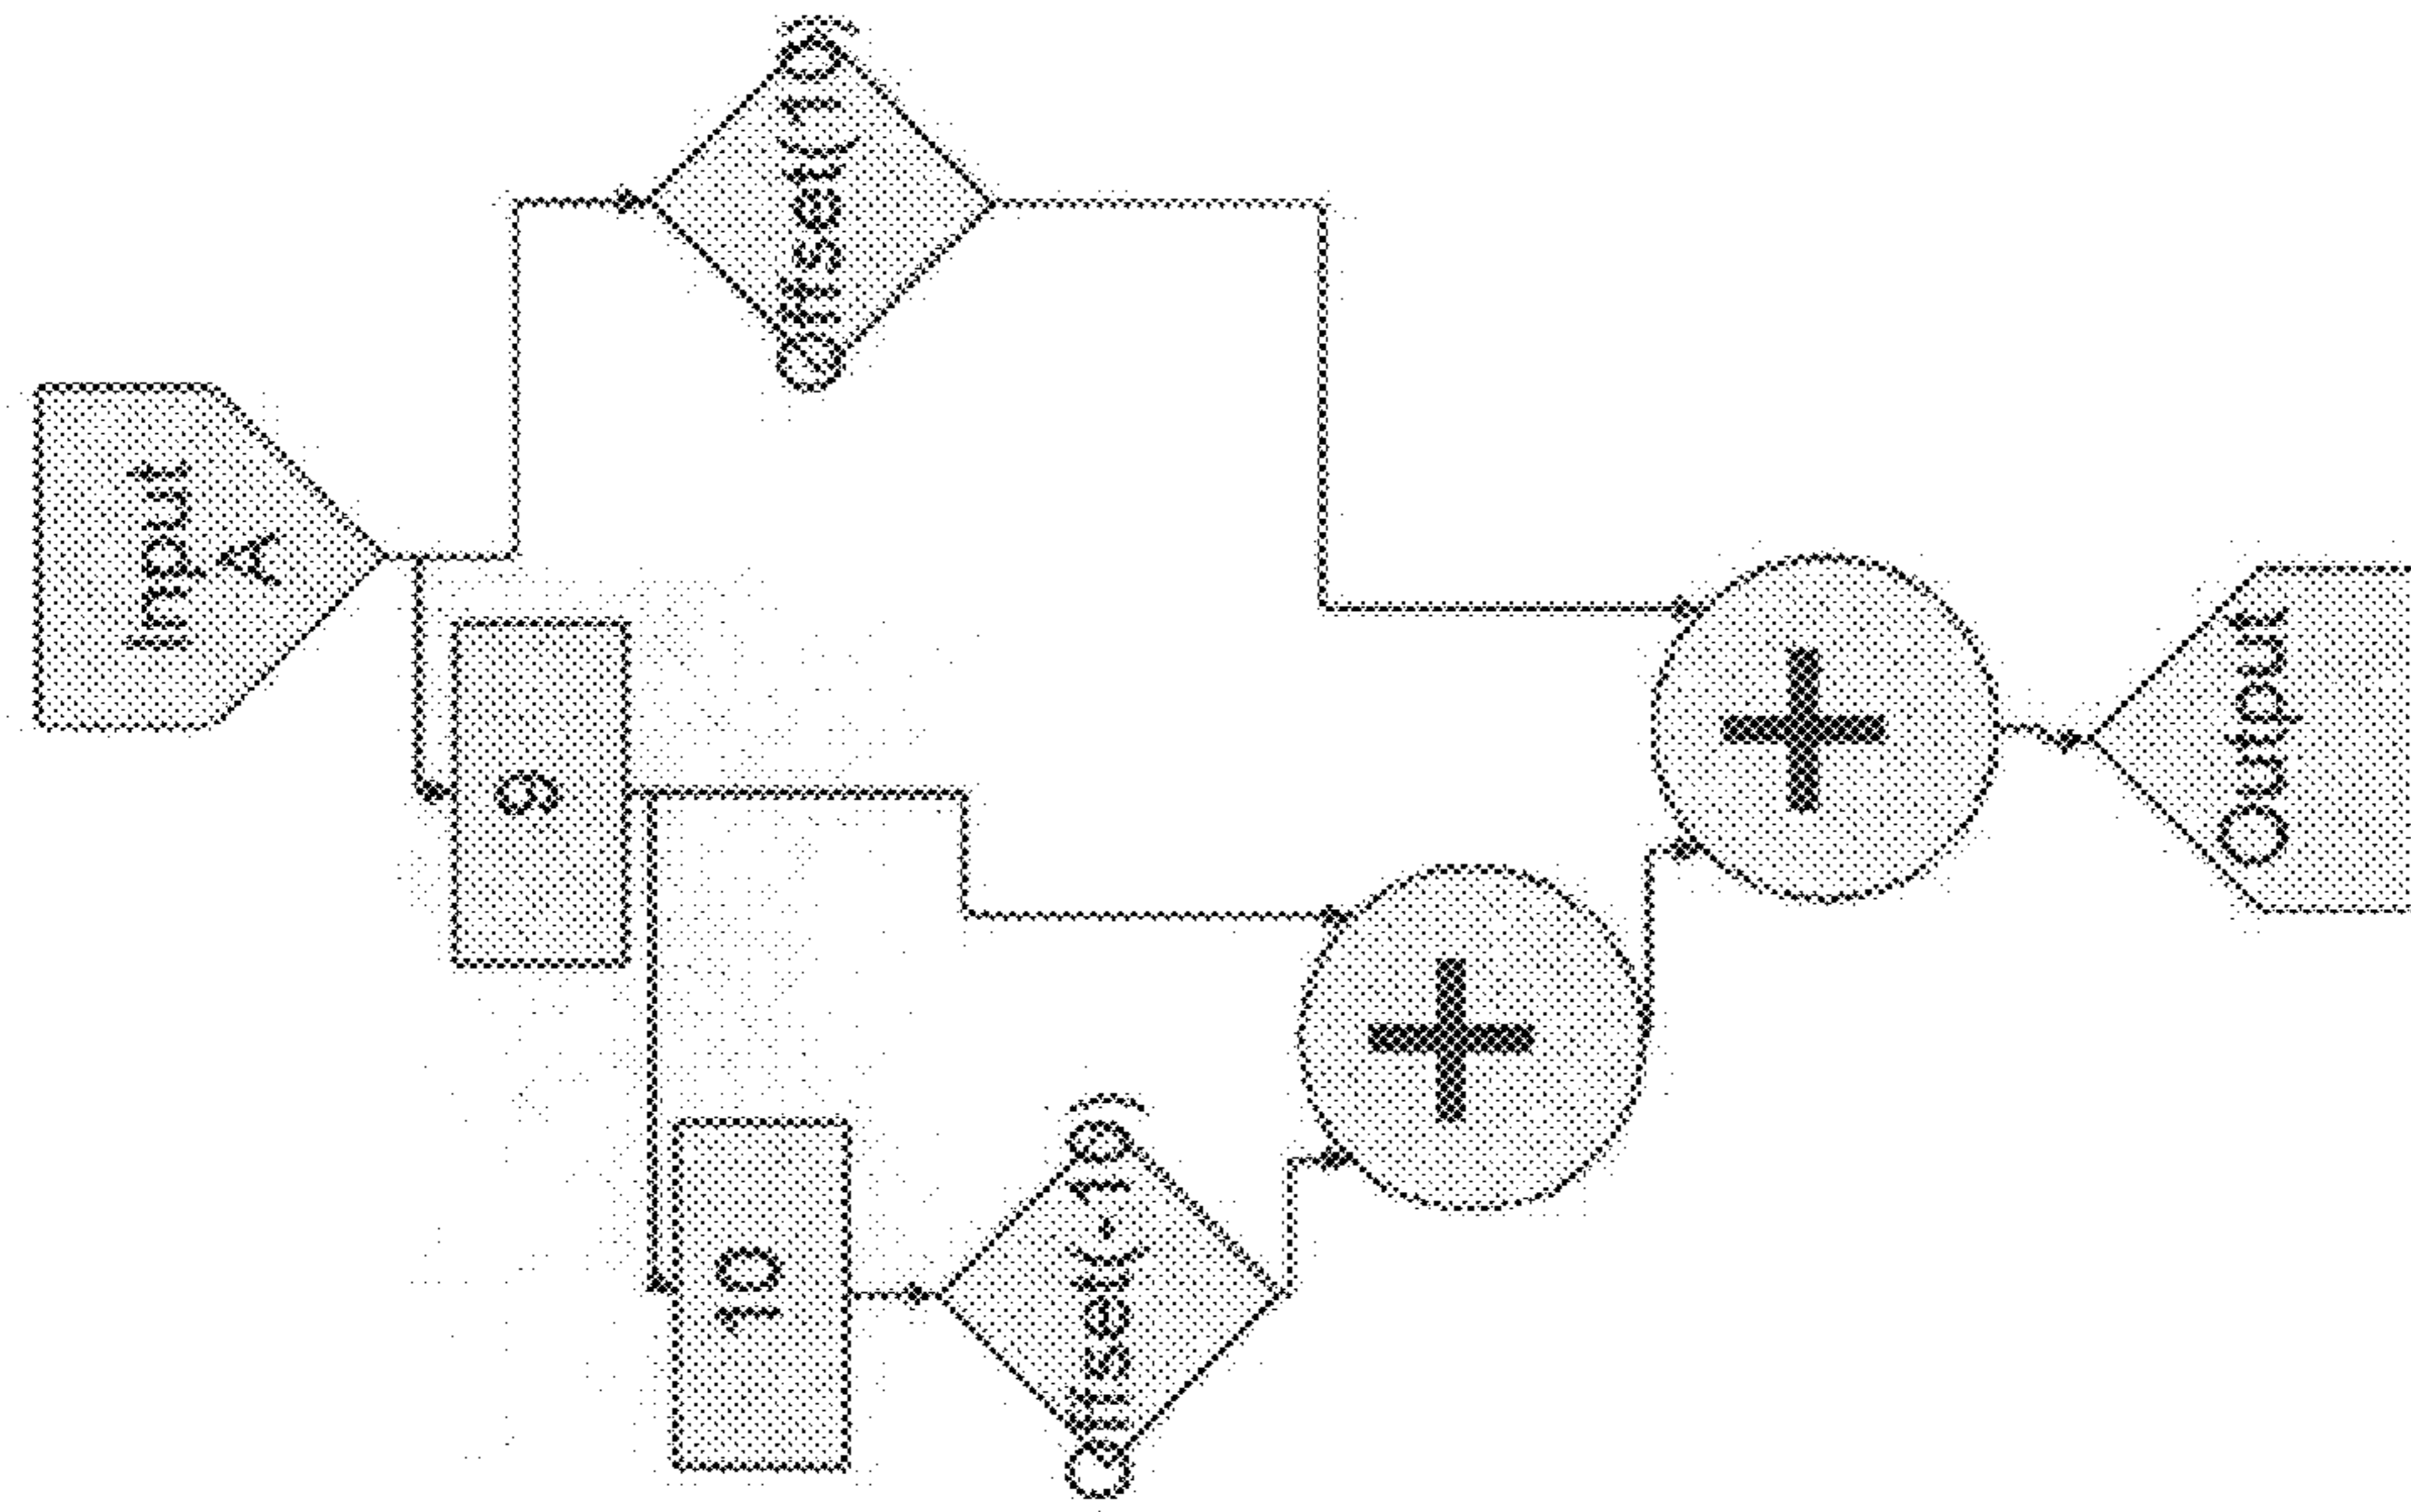 Input
A
Offset(10)
9
10
Offset(-10)
+
+
Output